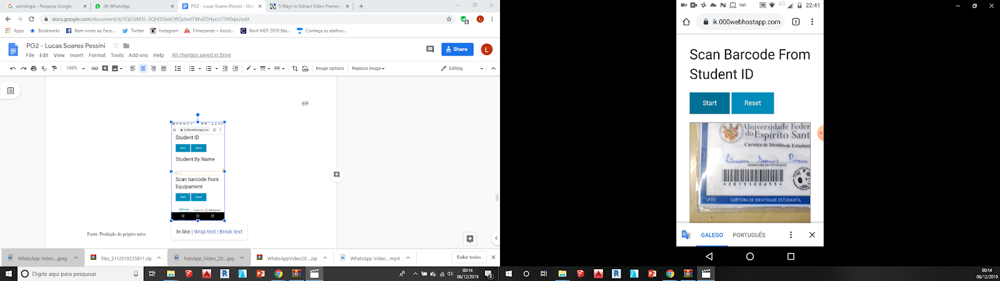 astrologia - Pesquisa Google
(4) WhatsApp
PG2 - Lucas Soares Pessini - Goo
5 Ways to Extract Video Frames
docs.google.com/document/d/
Apps
Bookmarks
Bem-vindo ao Face...
Twitter
Instagram
Filmezando – Assist...
Revit MEP 2019 Bás...
Conheça os atalhos...
PG2 - Lucas Soares Pessini
File Edit View Insert Format Tools Add-ons Help All changes saved in Drive
Share
L
100%
Image options
Replace image
Editing
69
ik.000webhostapp.com
Student ID
Start Reset
Student By Name
Scan barcode from
Equipament
Start Reset
Add Loan
Powered by 000webhost
In line | Wrap text | Break text
Fonte: Produção do próprio autor.
WhatsApp Video....jpeg
files_5112019235811.zip
hatsApp_Video_20....jpg
WhatsAppVideo20....zip
WhatsApp Video....mp4
Exibir todos
Digite aqui para pesquisar
00:14
06/12/2019
4G 22:41
ik.000webhostapp.com
1
Scan Barcode From
Student ID
Start Reset
Universidade Feder
do Espírito Sant
Carteira de Identidade Estudant
ASSINATURA DO ESTUDANTE
*2015100655*
UFES CARTEIRA DE IDENTIDADE ESTUDANTIL
GALEGO PORTUGUÊS
00:14
06/12/2019